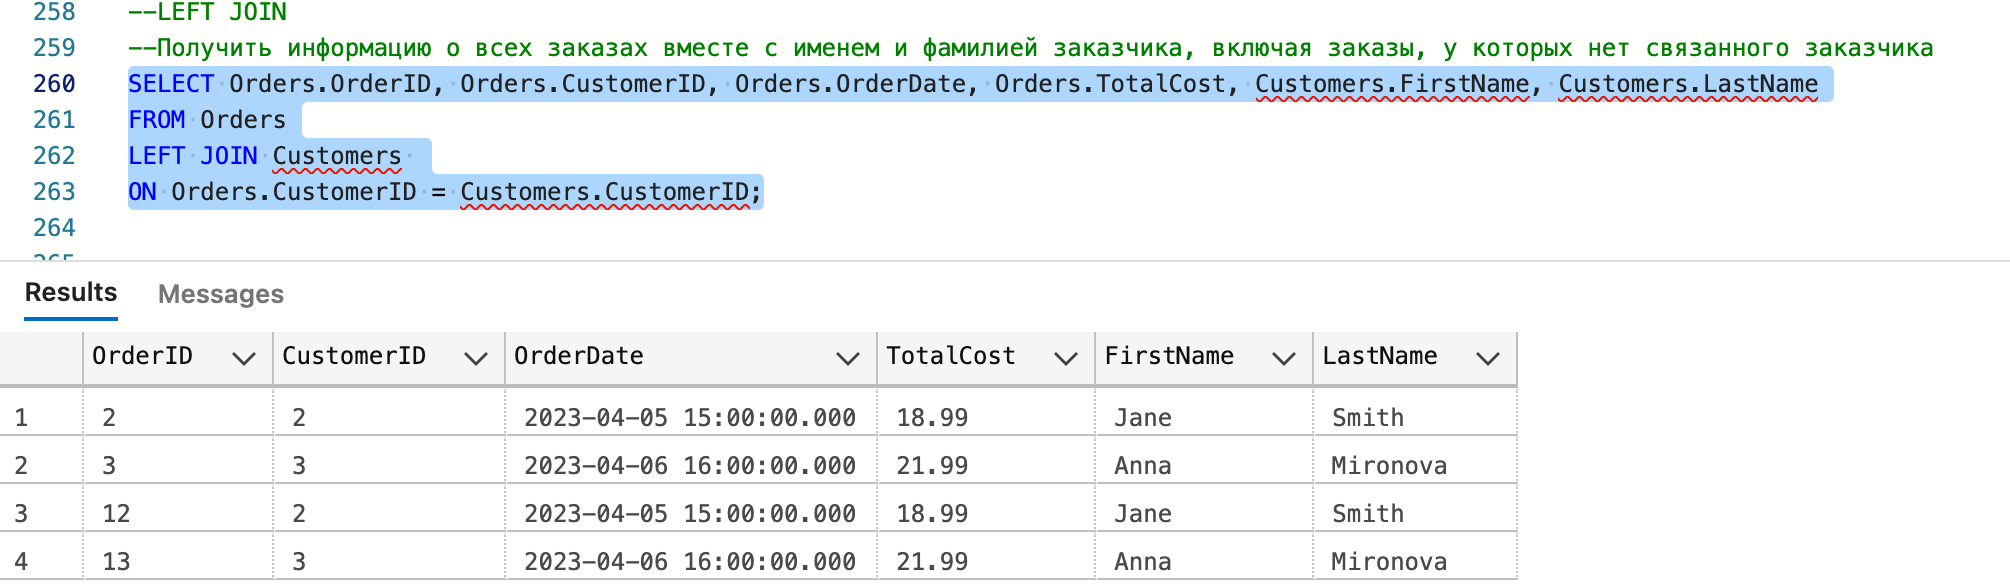 258 --LEFT JOIN
259 --Получить информацию о всех заказах вместе с именем и фамилией заказчика, включая заказы, у которых нет связанного заказчика
260 SELECT Orders.OrderID, Orders.CustomerID, Orders.OrderDate, Orders.TotalCost, Customers.FirstName, Customers.LastName
261 FROM Orders
262 LEFT JOIN Customers
263 ON Orders.CustomerID = Customers.CustomerID;
264
265
Results Messages
OrderID CustomerID OrderDate TotalCost FirstName LastName
1 2 2 2023-04-05 15:00:00.000 18.99 Jane Smith
2 3 3 2023-04-06 16:00:00.000 21.99 Anna Mironova
3 12 2 2023-04-05 15:00:00.000 18.99 Jane Smith
4 13 3 2023-04-06 16:00:00.000 21.99 Anna Mironova